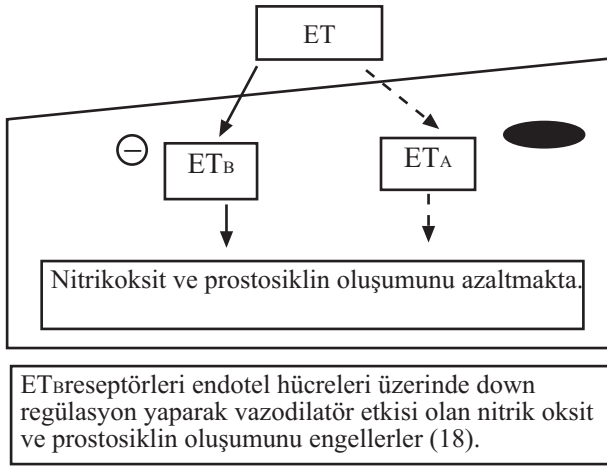 ET
ETB
ETA
Nitrikoksit ve prostosiklin oluşumunu azaltmakta.
ETBreseptörleri endotel hücreleri üzerinde down
regülasyon yaparak vazodilatör etkisi olan nitrik oksit
ve prostosiklin oluşumunu engellerler (18).